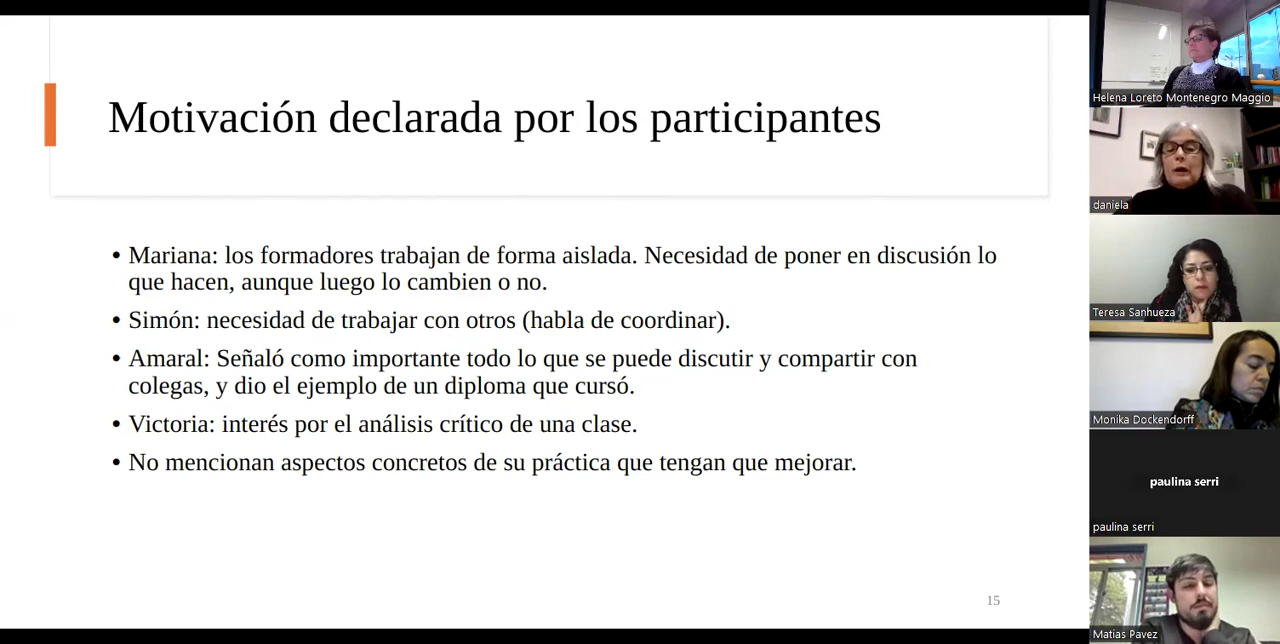 Motivación declarada por los participantes
• Mariana: los formadores trabajan de forma aislada. Necesidad de poner en discusión lo
que hacen, aunque luego lo cambien o no.
• Simón: necesidad de trabajar con otros (habla de coordinar).
• Amaral: Señaló como importante todo lo que se puede discutir y compartir con
colegas, y dio el ejemplo de un diploma que cursó.
• Victoria: interés por el análisis crítico de una clase.
• No mencionan aspectos concretos de su práctica que tengan que mejorar.
15
Helena Loreto Montenegro Maggio
daniela
Teresa Sanhueza
Monika Dockendorff
paulina serri
paulina serri
Matias Pavez